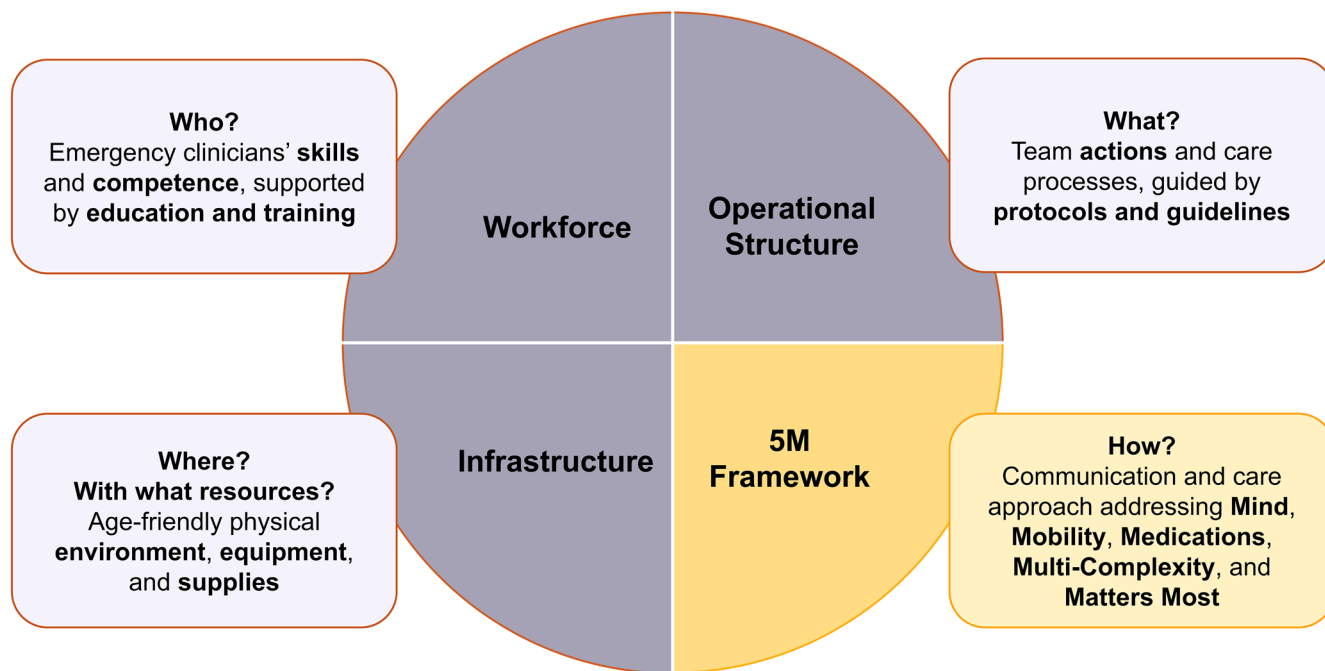 Who?
Emergency clinicians’ skills
and competence, supported
by education and training
Workforce
Operational
Structure
What?
Team actions and care
processes, guided by
protocols and guidelines
Where?
With what resources?
Age-friendly physical
environment, equipment,
and supplies
Infrastructure
5M
Framework
How?
Communication and care
approach addressing Mind,
Mobility, Medications,
Multi-Complexity, and
Matters Most